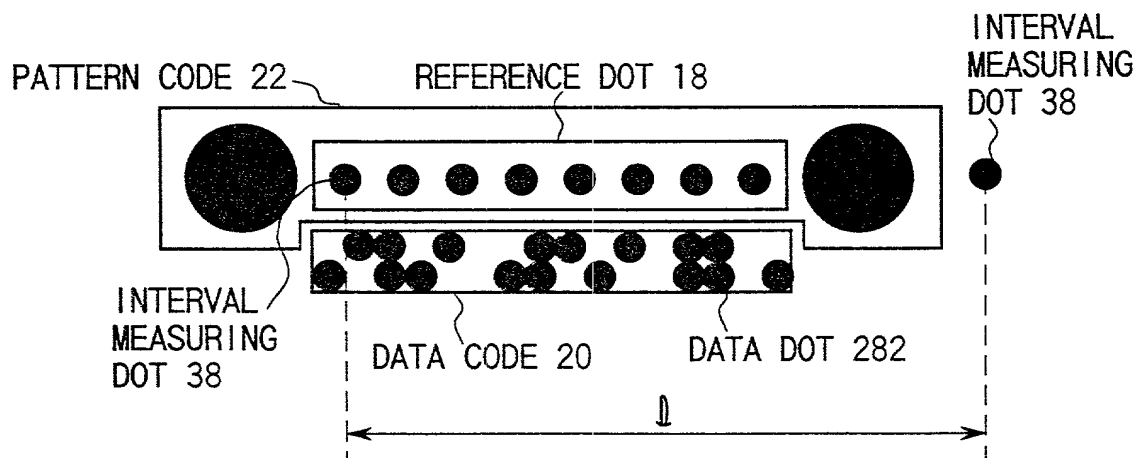 INTERVAL
MEASURING
DOT 38
PATTERN CODE 22
REFERENCE DOT 18
INTERVAL
MEASURING
DOT 38
DATA CODE 20
DATA DOT 282